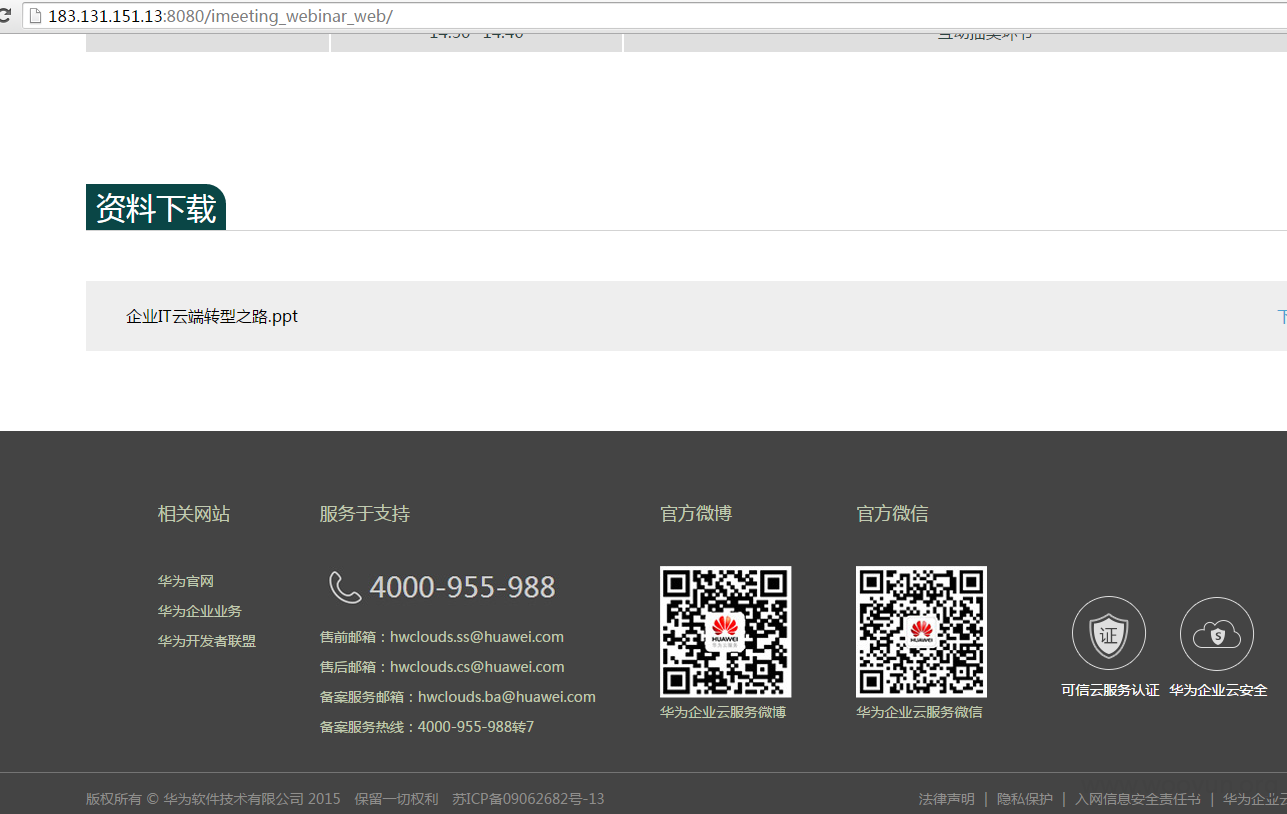 183.131.151.13:8080/imeeting_webinar_web/
资料下载
企业IT云端转型之路.ppt
相关网站
华为官网
华为企业业务
华为开发者联盟
服务于支持
4000-955-988
售前邮箱：hwclouds.ss@huawei.com
售后邮箱：hwclouds.cs@huawei.com
备案服务邮箱：hwclouds.ba@huawei.com
备案服务热线：4000-955-988转7
官方微博
HUAWEI
华为企业云服务微博
官方微信
HUAWEI
华为企业云服务微信
证
可信云服务认证
S
华为企业云安全
版权所有 © 华为软件技术有限公司 2015 保留一切权利 苏ICP备09062682号-13
法律声明 | 隐私保护 | 入网信息安全责任书 | 华为企业云